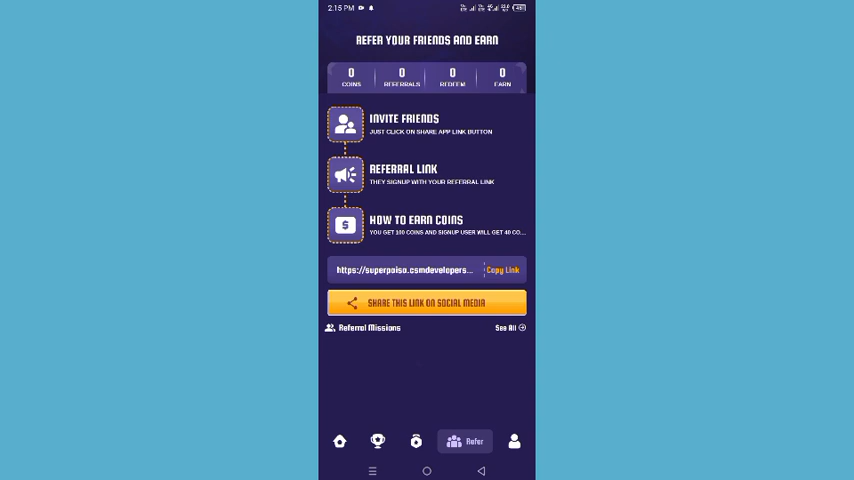 2:15 PM
REFER YOUR FRIENDS AND EARN
0 0 0 0
COINS REFERRALS REDEEM EARN
INVITE FRIENDS
JUST CLICK ON SHARE APP LINK BUTTON
REFERRAL LINK
THEY SIGNUP WITH YOUR REFERRAL LINK
HOW TO EARN COINS
YOU GET 100 COINS AND SIGNUP USER WILL GET 40 CO...
https://superpaisa.csmdevelopers... Copy Link
SHARE THIS LINK ON SOCIAL MEDIA
Referral Missions See All
Refer